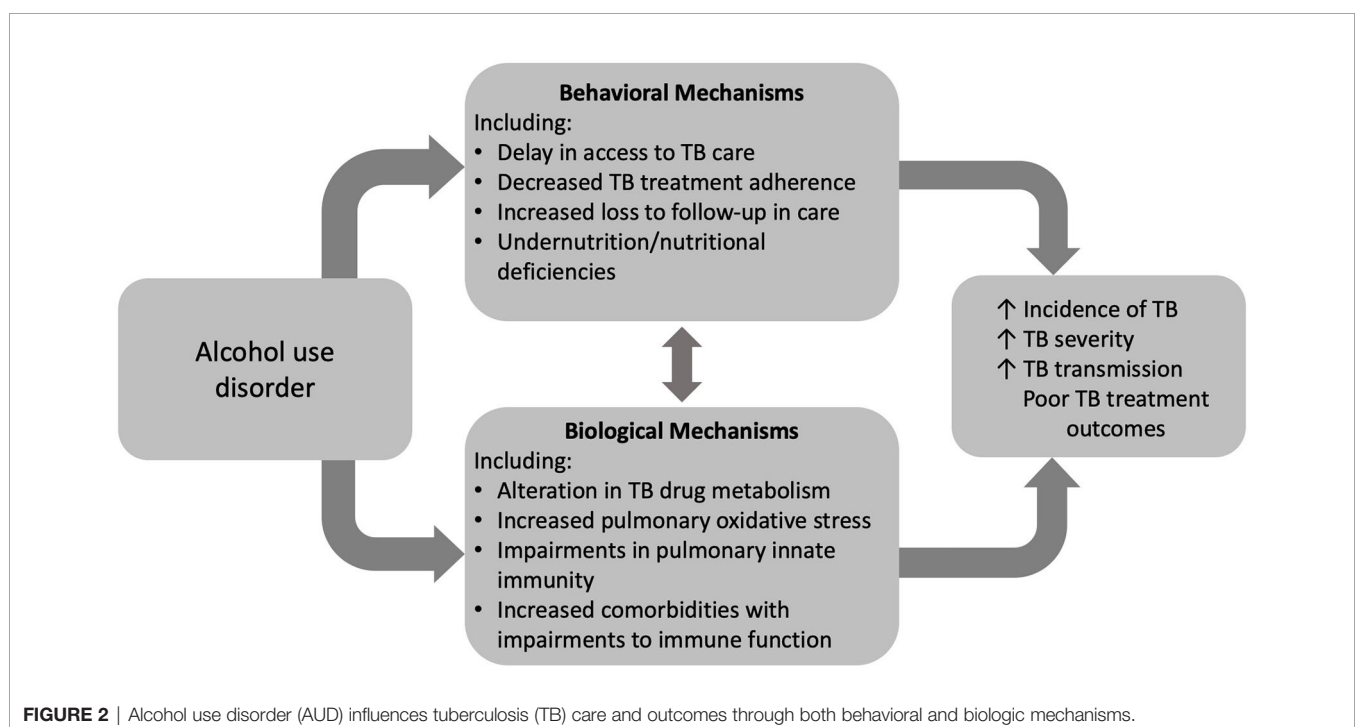 Alcohol use
disorder
Behavioral Mechanisms
Including:
• Delay in access to TB care
• Decreased TB treatment adherence
• Increased loss to follow-up in care
• Undernutrition/nutritional
deficiencies
Biological Mechanisms
Including:
• Alteration in TB drug metabolism
• Increased pulmonary oxidative stress
• Impairments in pulmonary innate
immunity
• Increased comorbidities with
impairments to immune function
↑ Incidence of TB
↑ TB severity
↑ TB transmission
Poor TB treatment
outcomes
FIGURE 2 | Alcohol use disorder (AUD) influences tuberculosis (TB) care and outcomes through both behavioral and biologic mechanisms.